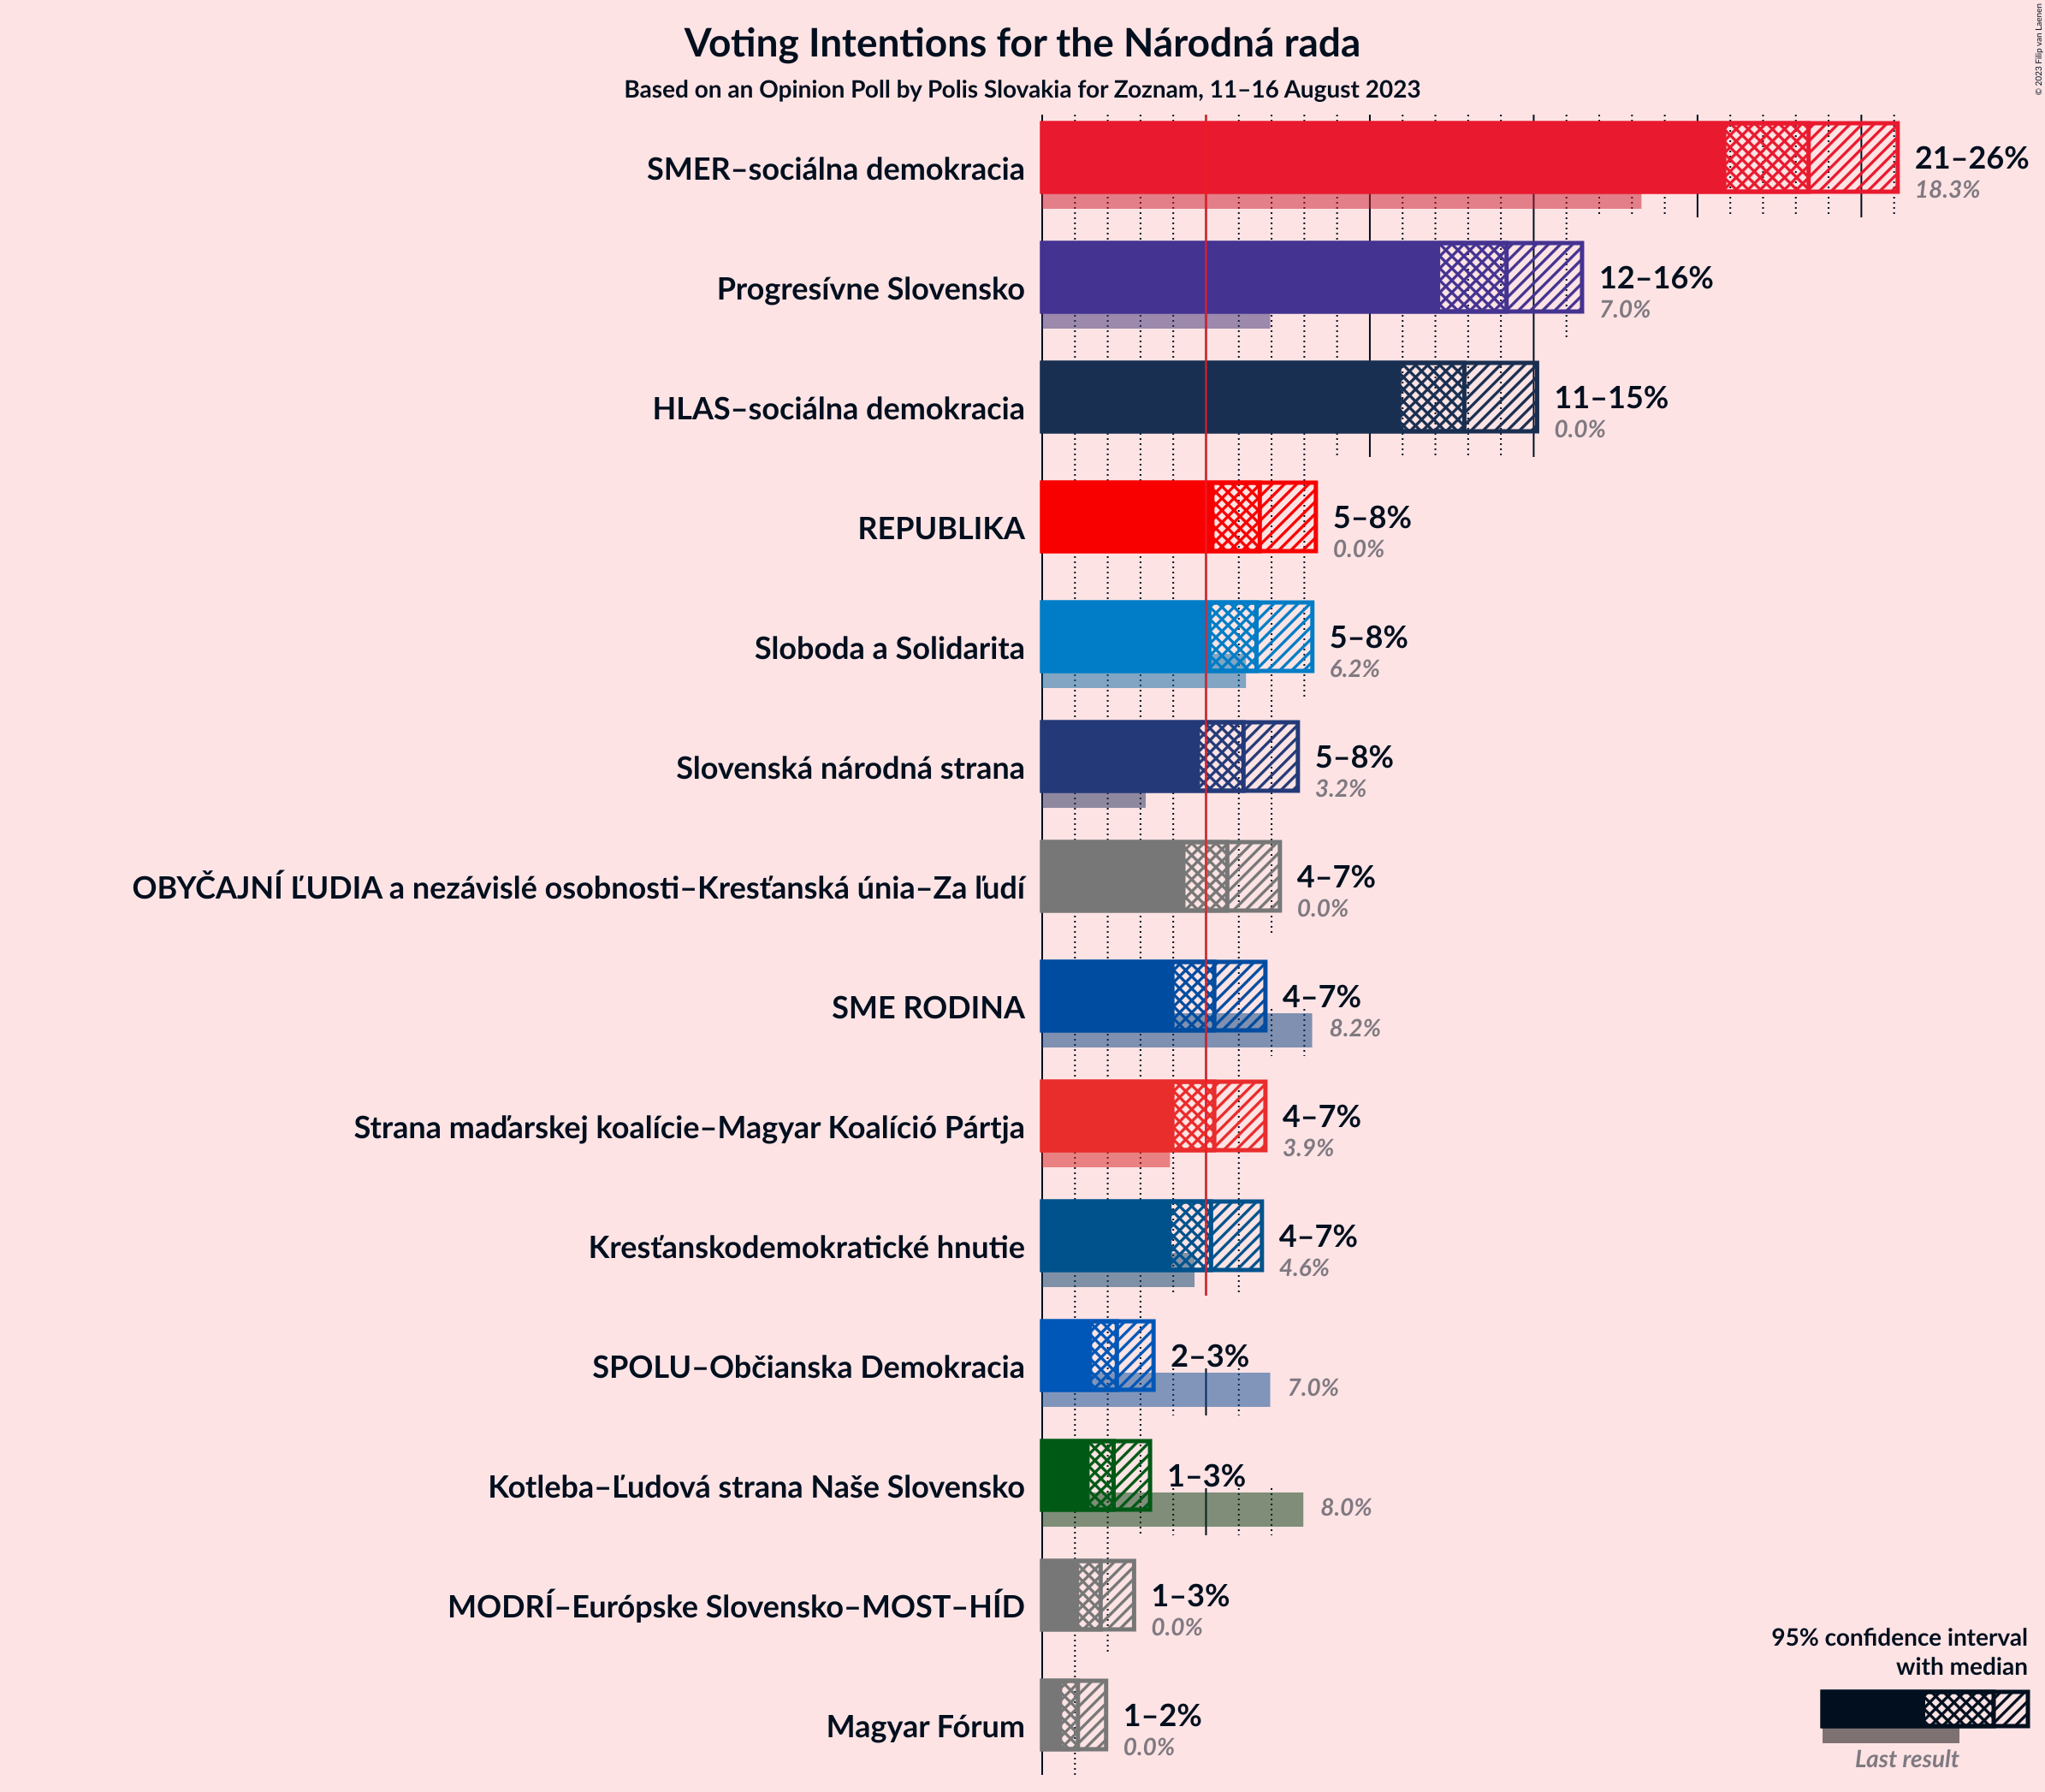 Voting Intentions for the Národná rada
Based on an Opinion Poll by Polis Slovakia for Zoznam, 11–16 August 2023
© 2023 Filip van Laenen
SMER–sociálna demokracia
21–26%
18.3%
Progresívne Slovensko
12–16%
7.0%
HLAS–sociálna demokracia
11–15%
0.0%
REPUBLIKA
5–8%
0.0%
Sloboda a Solidarita
5–8%
6.2%
Slovenská národná strana
5–8%
3.2%
OBYČAJNÍ ĽUDIA a nezávislé osobnosti–Kresťanská únia–Za ľudí
4–7%
0.0%
SME RODINA
4–7%
8.2%
Strana maďarskej koalície–Magyar Koalíció Pártja
4–7%
3.9%
Kresťanskodemokratické hnutie
4–7%
4.6%
SPOLU–Občianska Demokracia
2–3%
7.0%
Kotleba–Ľudová strana Naše Slovensko
1–3%
8.0%
MODRÍ–Európske Slovensko–MOST–HÍD
1–3%
0.0%
Magyar Fórum
1–2%
0.0%
95% confidence interval
with median
Last result